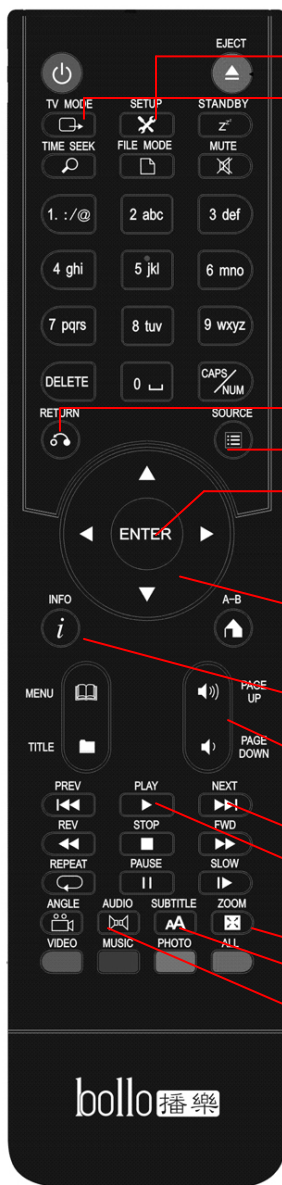 EJECT
TV MODE SETUP STANDBY
zzz
TIME SEEK FILE MODE MUTE
1. :/@ 2 abc 3 def
4 ghi 5 jkl 6 mno
7 pqrs 8 tuv 9 wxyz
DELETE 0 CAPS/NUM
RETURN SOURCE
ENTER
INFO A-B
i
MENU PAGE
UP
TITLE PAGE
DOWN
PREV PLAY NEXT
REV STOP FWD
REPEAT PAUSE SLOW
ANGLE AUDIO SUBTITLE ZOOM
AA
VIDEO MUSIC PHOTO ALL
bollo播樂